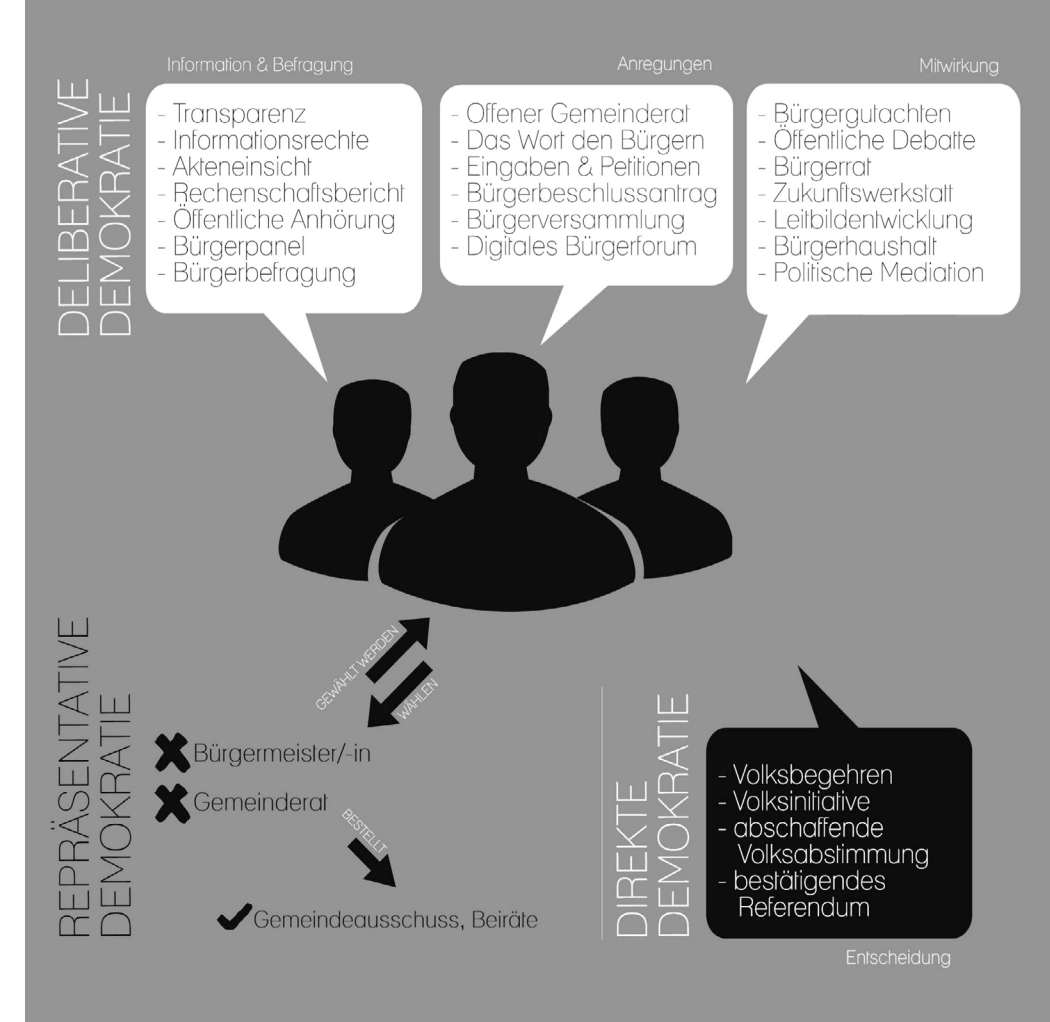 DELIBERATIVE
DEMOKRATIE
Information & Befragung
- Transparenz
- Informationsrechte
- Akteneinsicht
- Rechenschaftsbericht
- Öffentliche Anhörung
- Bürgerpanel
- Bürgerbefragung
Anregungen
- Offener Gemeinderat
- Das Wort den Bürgern
- Eingaben & Petitionen
- Bürgerbeschlussantrag
- Bürgerversammlung
- Digitales Bürgerforum
Mitwirkung
- Bürgergutachten
- Öffentliche Debatte
- Bürgerrat
- Zukunftswerkstatt
- Leitbildentwicklung
- Bürgerhaushalt
- Politische Mediation
REPRÄSENTATIVE
DEMOKRATIE
GEWÄHLT WERDEN
WÄHLEN
Bürgermeister/-in
Gemeinderat
BESTELLT
Gemeindeausschuss, Beiräte
DIREKTE
DEMOKRATIE
- Volksbegehren
- Volksinitiative
- abschaffende
Volksabstimmung
- bestätigendes
Referendum
Entscheidung